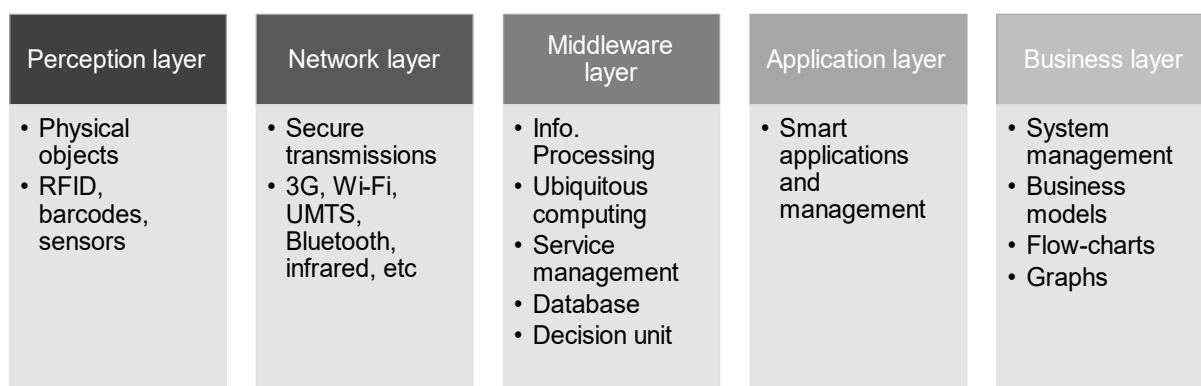 Perception layer
• Physical
objects
• RFID,
barcodes,
sensors
Network layer
• Secure
transmissions
• 3G, Wi-Fi,
UMTS,
Bluetooth,
infrared, etc
Middleware
layer
• Info.
Processing
• Ubiquitous
computing
• Service
management
• Database
• Decision unit
Application layer
• Smart
applications
and
management
Business layer
• System
management
• Business
models
• Flow-charts
• Graphs